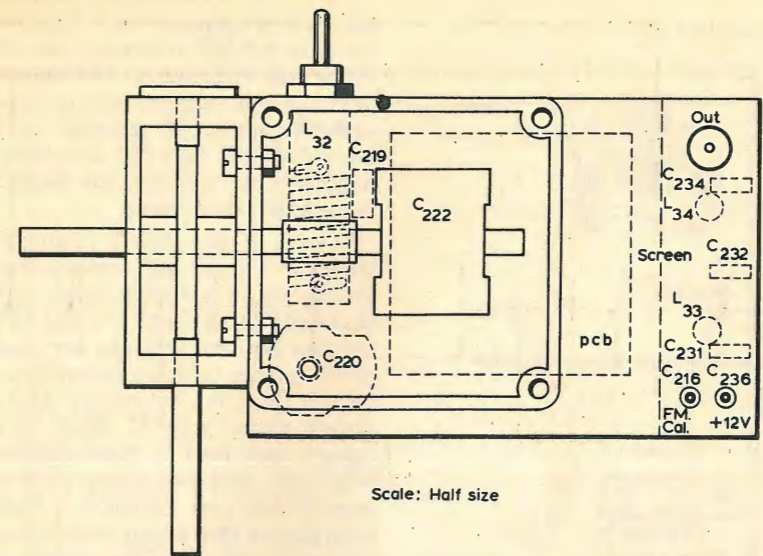 Out
L32
C219
C234
L34
C222
C232
Screen
L33
pcb
C231
C220
C216 C236
FM. +12V
Cal.
Scale: Half size